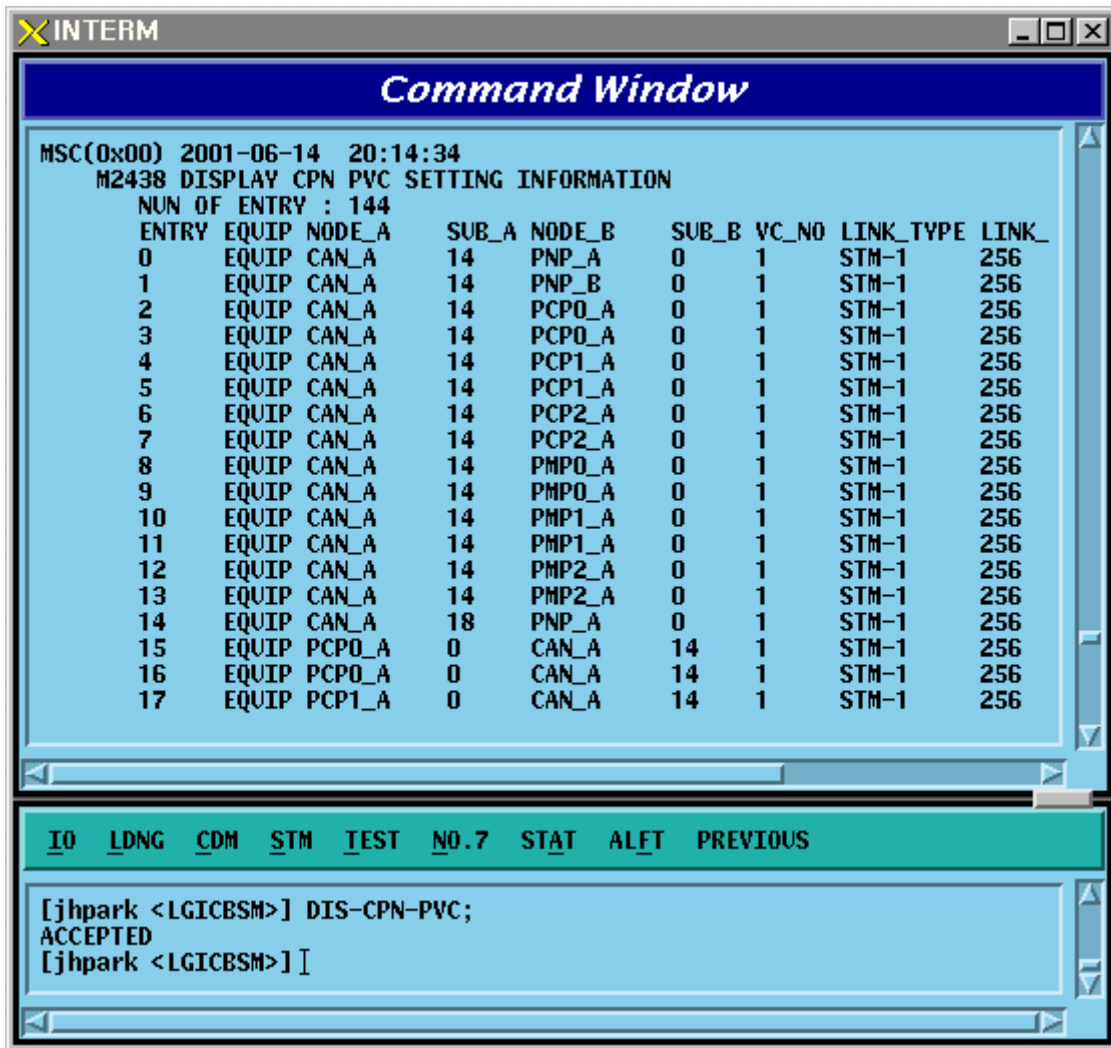 INTERM
Command Window
MSC(0x00) 2001-06-14 20:14:34
M2438 DISPLAY CPN PVC SETTING INFORMATION
NUN OF ENTRY : 144
ENTRY EQUIP NODE_A SUB_A NODE_B SUB_B VC_NO LINK_TYPE LINK_
0 EQUIP CAN_A 14 PNP_A 0 1 STM-1 256
1 EQUIP CAN_A 14 PNP_B 0 1 STM-1 256
2 EQUIP CAN_A 14 PCP0_A 0 1 STM-1 256
3 EQUIP CAN_A 14 PCP0_A 0 1 STM-1 256
4 EQUIP CAN_A 14 PCP1_A 0 1 STM-1 256
5 EQUIP CAN_A 14 PCP1_A 0 1 STM-1 256
6 EQUIP CAN_A 14 PCP2_A 0 1 STM-1 256
7 EQUIP CAN_A 14 PCP2_A 0 1 STM-1 256
8 EQUIP CAN_A 14 PMP0_A 0 1 STM-1 256
9 EQUIP CAN_A 14 PMP0_A 0 1 STM-1 256
10 EQUIP CAN_A 14 PMP1_A 0 1 STM-1 256
11 EQUIP CAN_A 14 PMP1_A 0 1 STM-1 256
12 EQUIP CAN_A 14 PMP2_A 0 1 STM-1 256
13 EQUIP CAN_A 14 PMP2_A 0 1 STM-1 256
14 EQUIP CAN_A 18 PNP_A 0 1 STM-1 256
15 EQUIP PCP0_A 0 CAN_A 14 1 STM-1 256
16 EQUIP PCP0_A 0 CAN_A 14 1 STM-1 256
17 EQUIP PCP1_A 0 CAN_A 14 1 STM-1 256
IO LDNG CDM STM TEST NO.7 STAT ALFT PREVIOUS
[jhpark <LGICBSM>] DIS-CPN-PVC;
ACCEPTED
[jhpark <LGICBSM>]